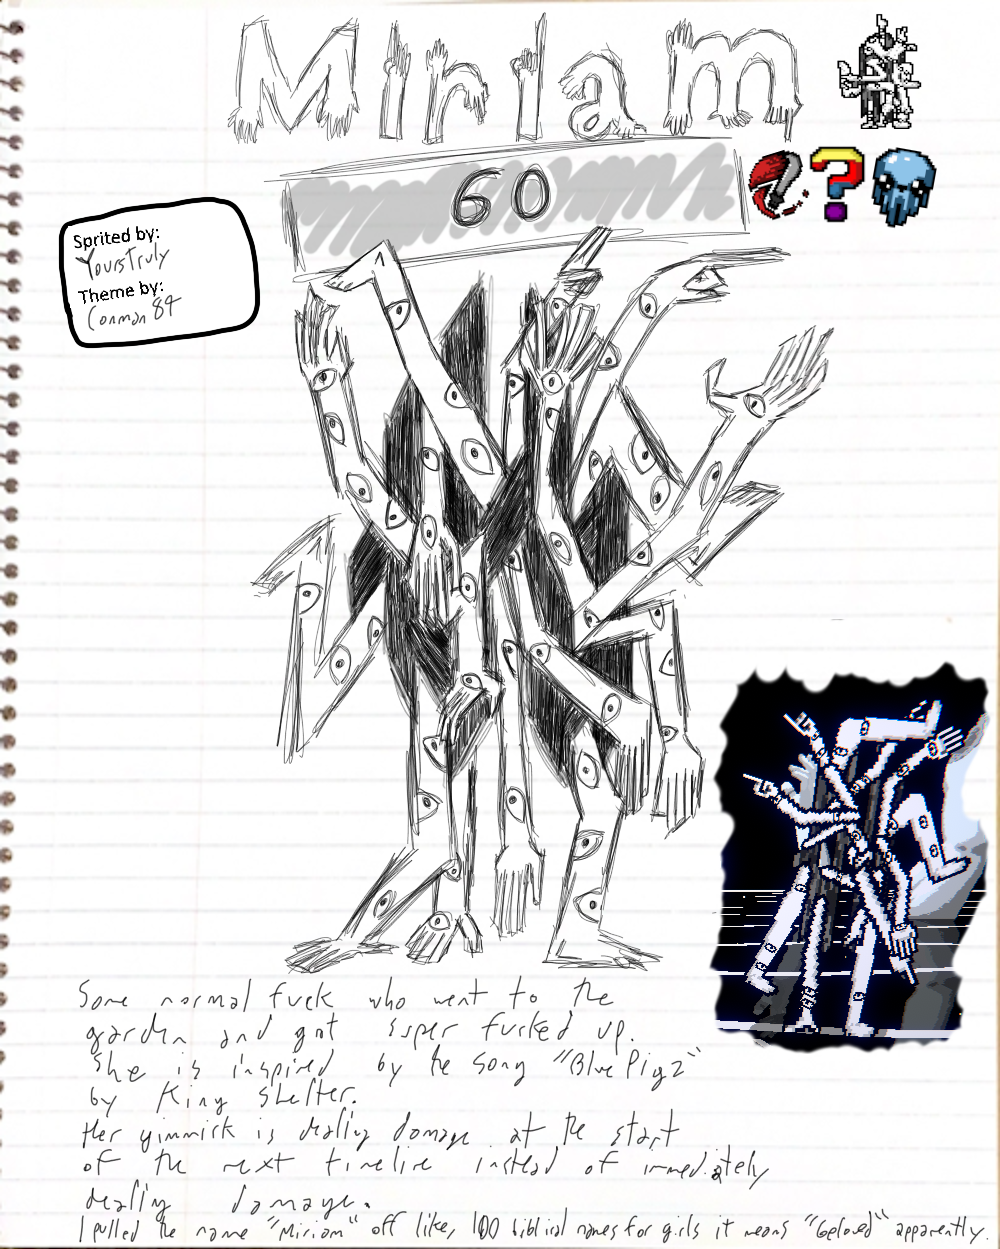 Miriam
60
Sprited by:
YoursTruly
Theme by:
Conman84
Some normal fuck who went to the
garden and got super fucked up.
She is inspired by the song "Blue Pigz"
by King Shelter.
Her gimmick is dealing damage at the start
of the next timeline instead of immediately
dealing damage.
I pulled the name "Miriam" off like, 100 biblical names for girls it means "Beloved" apparently.